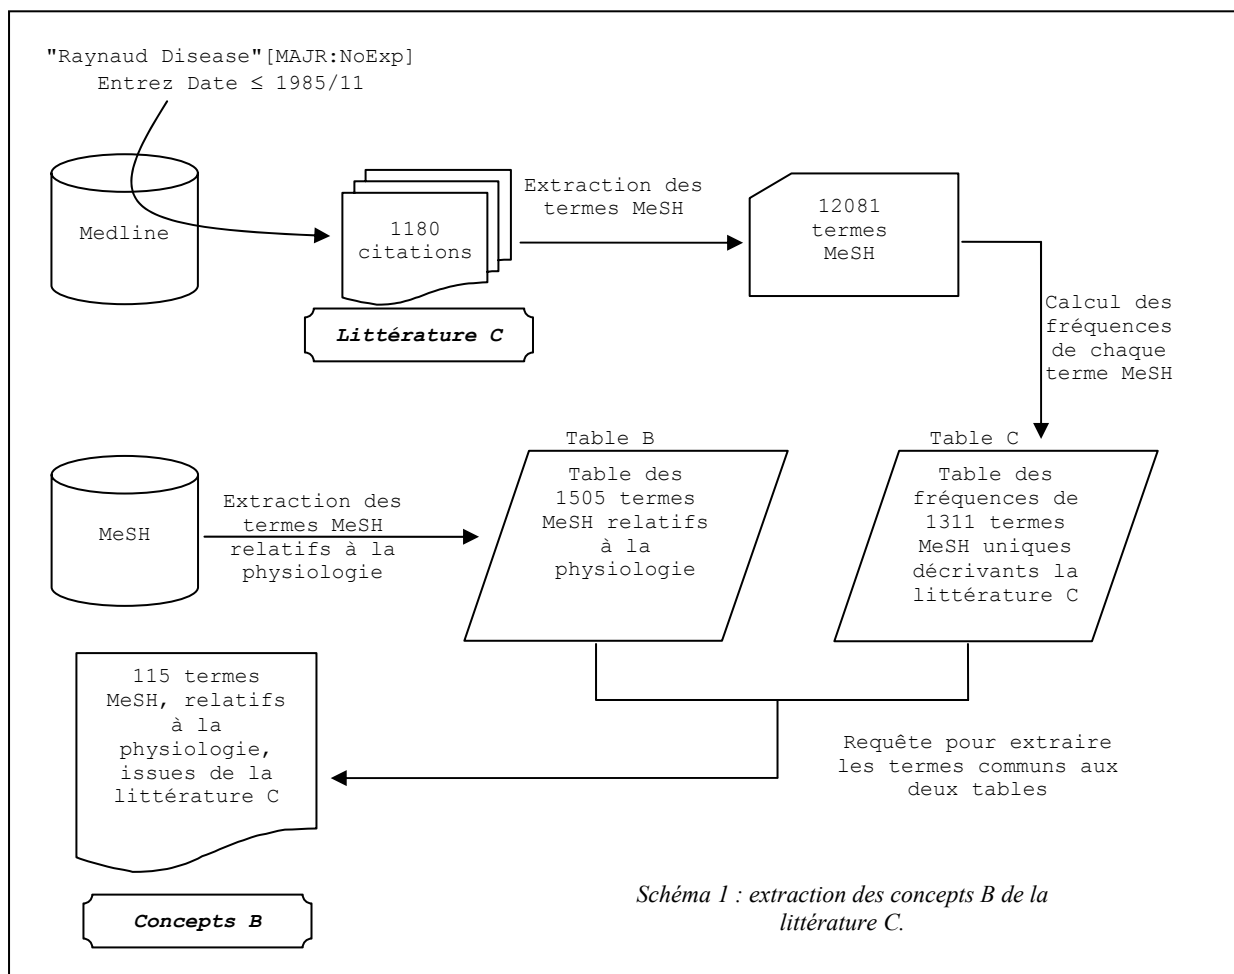 "Raynaud Disease"[MAJR:NoExp]
Entrez Date ≤ 1985/11
Medline
1180
citations
Littérature C
Extraction des
termes MeSH
12081
termes
MeSH
Calcul des
fréquences
de chaque
terme MeSH
MeSH
Extraction des
termes MeSH
relatifs à la
physiologie
Table B
Table des
1505 termes
MeSH relatifs
à la
physiologie
Table C
Table des
fréquences de
1311 termes
MeSH uniques
décrivants la
littérature C
115 termes
MeSH, relatifs
à la
physiologie,
issues de la
littérature C
Concepts B
Requête pour extraire
les termes communs aux
deux tables
Schéma 1 : extraction des concepts B de la
littérature C.